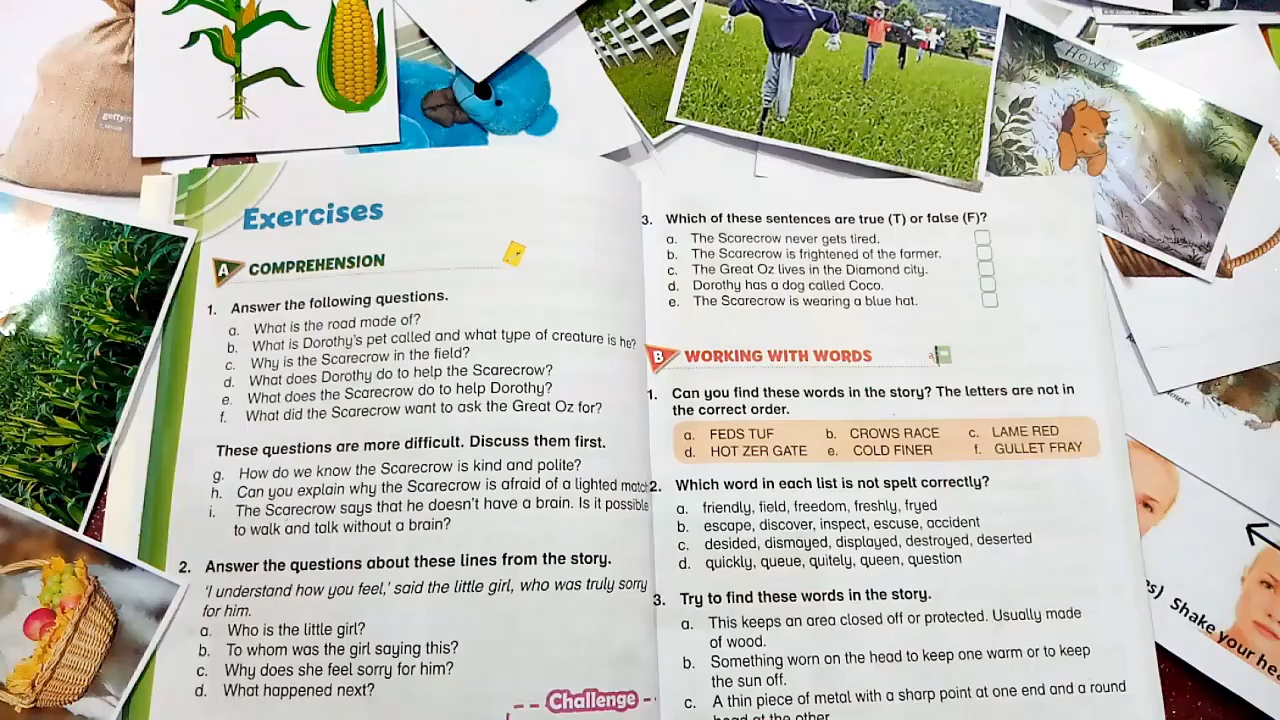 gettyim
HOWS
Exercises
A COMPREHENSION
1. Answer the following questions.
a. What is the road made of?
b. What is Dorothy's pet called and what type of creature is he?
c. Why is the Scarecrow in the field?
d. What does Dorothy do to help the Scarecrow?
e. What does the Scarecrow do to help Dorothy?
f. What did the Scarecrow want to ask the Great Oz for?
These questions are more difficult. Discuss them first.
g. How do we know the Scarecrow is kind and polite?
h. Can you explain why the Scarecrow is afraid of a lighted match
i. The Scarecrow says that he doesn't have a brain. Is it possible
to walk and talk without a brain?
2. Answer the questions about these lines from the story.
'I understand how you feel,' said the little girl, who was truly sorry
for him.
a. Who is the little girl?
b. To whom was the girl saying this?
c. Why does she feel sorry for him?
d. What happened next?
Challenge
3. Which of these sentences are true (T) or false (F)?
a. The Scarecrow never gets tired.
b. The Scarecrow is frightened of the farmer.
c. The Great Oz lives in the Diamond city.
d. Dorothy has a dog called Coco.
e. The Scarecrow is wearing a blue hat.
B WORKING WITH WORDS
1. Can you find these words in the story? The letters are not in
the correct order.
a. FEDS TUF b. CROWS RACE c. LAME RED
d. HOT ZER GATE e. COLD FINER f. GULLET FRAY
2. Which word in each list is not spelt correctly?
a. friendly, field, freedom, freshly, fryed
b. escape, discover, inspect, escuse, accident
c. desided, dismayed, displayed, destroyed, deserted
d. quickly, queue, quitely, queen, question
3. Try to find these words in the story.
a. This keeps an area closed off or protected. Usually made
of wood.
b. Something worn on the head to keep one warm or to keep
the sun off.
c. A thin piece of metal with a sharp point at one end and a round
head at the other
s) Shake your he